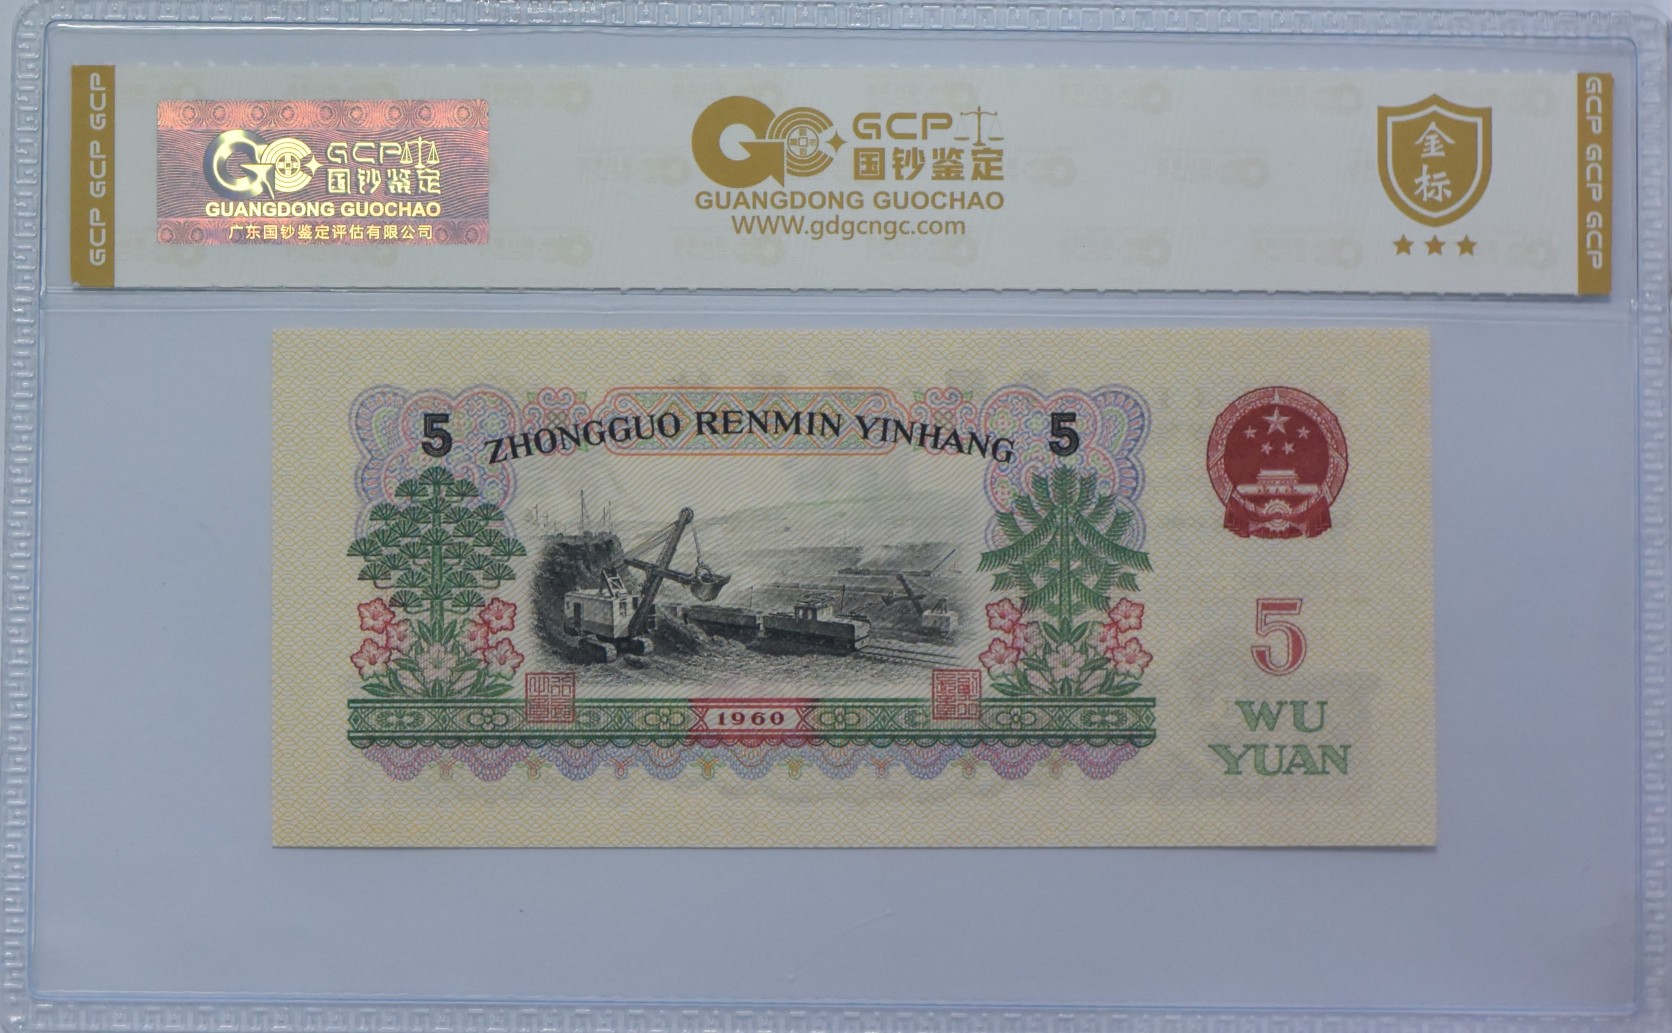 GCP GCP GCP
GCP
国钞鉴定
GUANGDONG GUOCHAO
广东国钞鉴定评估有限公司
GCP
国钞鉴定
GUANGDONG GUOCHAO
WWW.gdgcngc.com
金
标
GCP GCP GCP
5 ZHONGGUO RENMIN YINHANG 5
1960
5
WU
YUAN